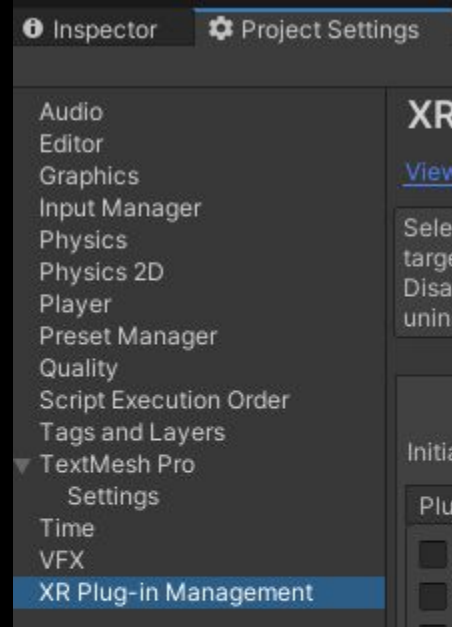 Inspector
Project Settings
Audio
Editor
Graphics
Input Manager
Physics
Physics 2D
Player
Preset Manager
Quality
Script Execution Order
Tags and Layers
TextMesh Pro
Settings
Time
VFX
XR Plug-in Management
XR
View
Sele
targe
Disa
unin
Initia
Plu